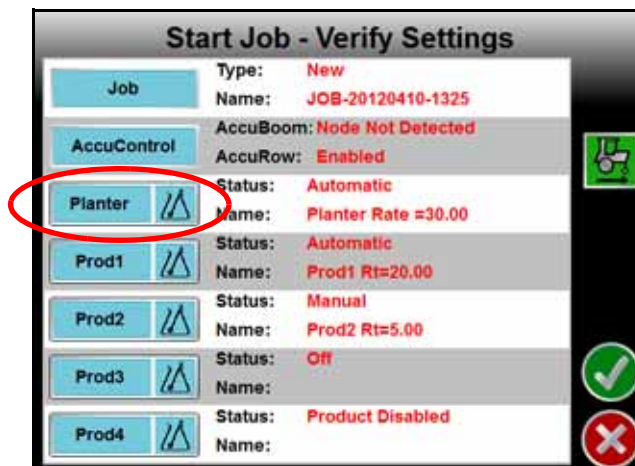 Start Job - Verify Settings
Job
Type: New
Name: JOB-20120410-1325
AccuControl
AccuBoom: Node Not Detected
AccuRow: Enabled
Planter
Status: Automatic
Name: Planter Rate =30.00
Prod1
Status: Automatic
Name: Prod1 Rt=20.00
Prod2
Status: Manual
Name: Prod2 Rt=5.00
Prod3
Status: Off
Name:
Prod4
Status: Product Disabled
Name: